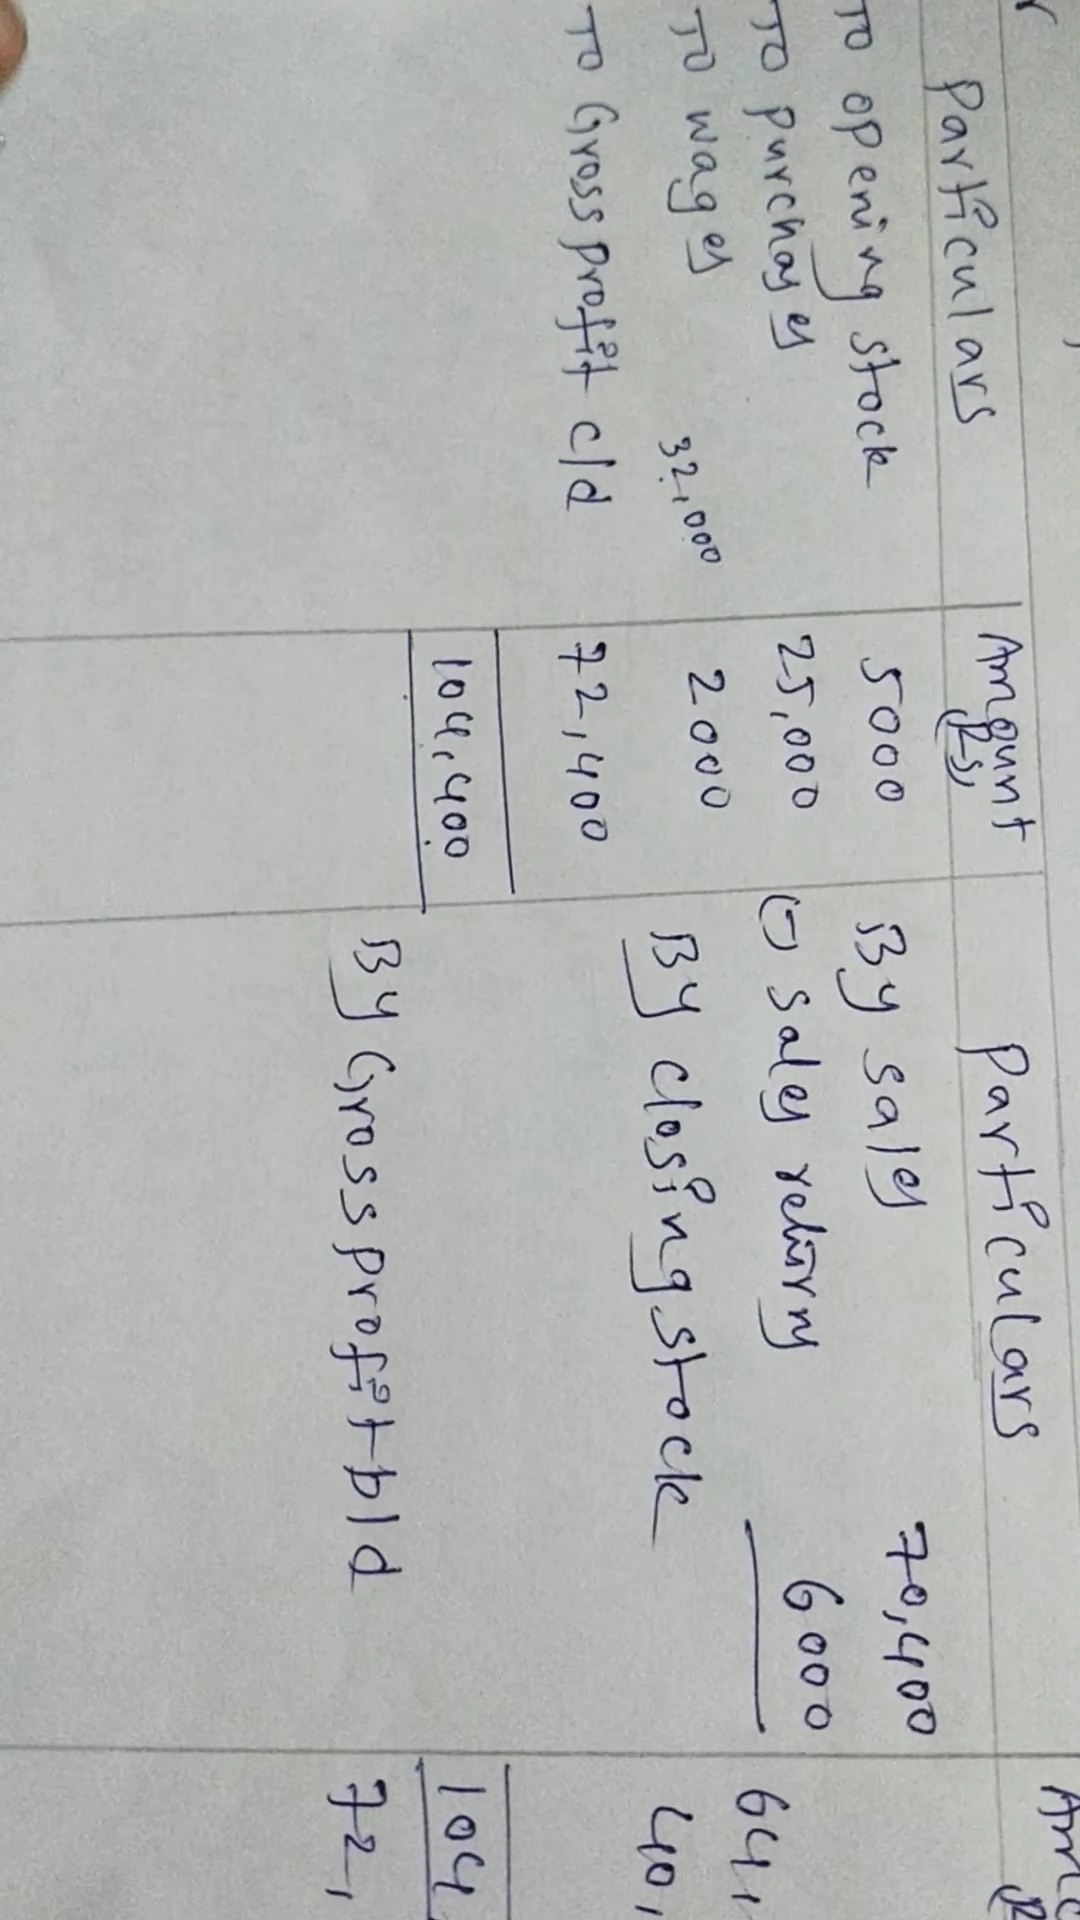 Particulars Amount Particulars
(Rs)
To opening stock 5000 By sales 70,400
To purchases 25,000 (-) sales returns 6000 64,
To wages 2000 By closing stock 40,
32,000
To Gross profit c/d 72,400
104,400 104
By Gross profit b/d 72,